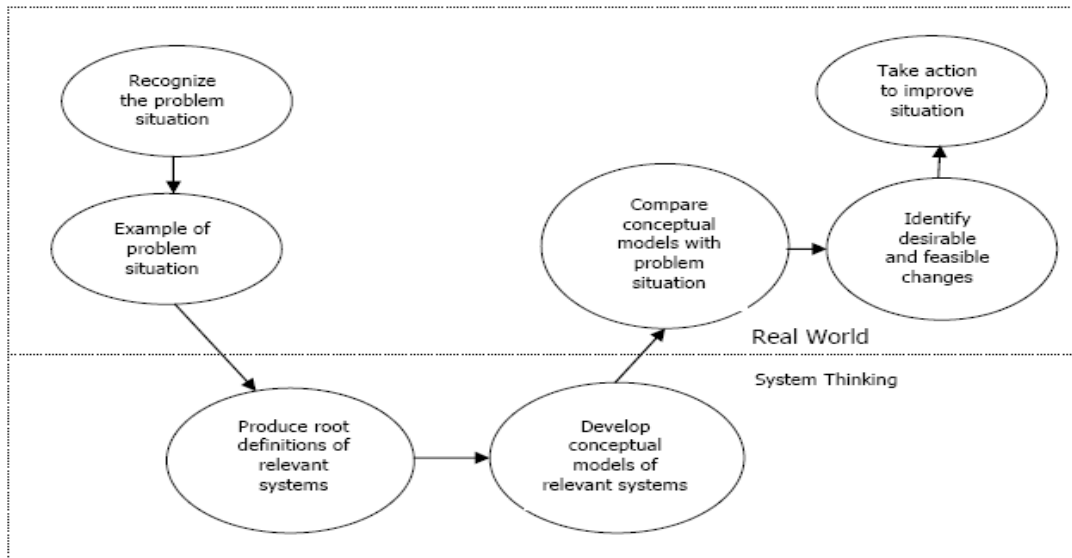 Recognize
the problem
situation
Example of
problem
situation
Produce root
definitions of
relevant
systems
Develop
conceptual
models of
relevant systems
Compare
conceptual
models with
problem
situation
Identify
desirable
and feasible
changes
Take action
to improve
situation
Real World
System Thinking